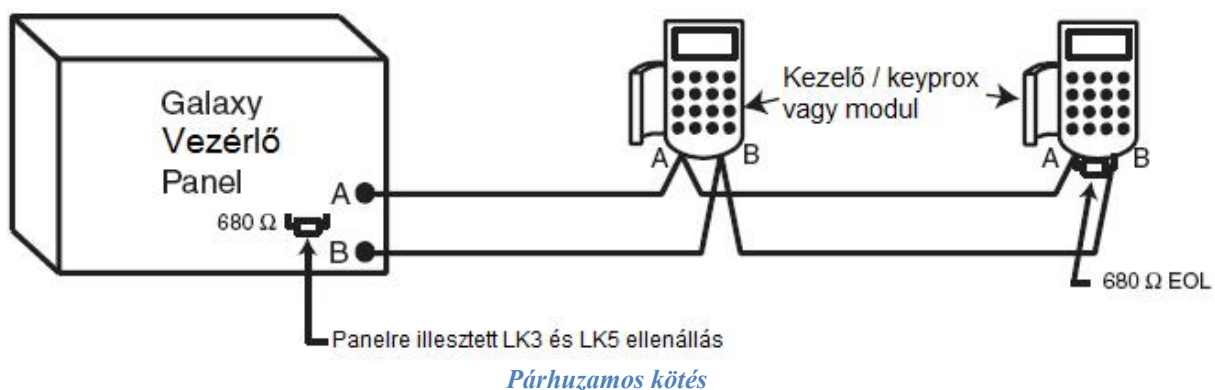 Galaxy
Vezérlő
Panel
680 Ω
A
B
Panelre illesztett LK3 és LK5 ellenállás
A
B
Kezelő / keyprox
vagy modul
A
B
680 Ω EOL
Párhuzamos kötés